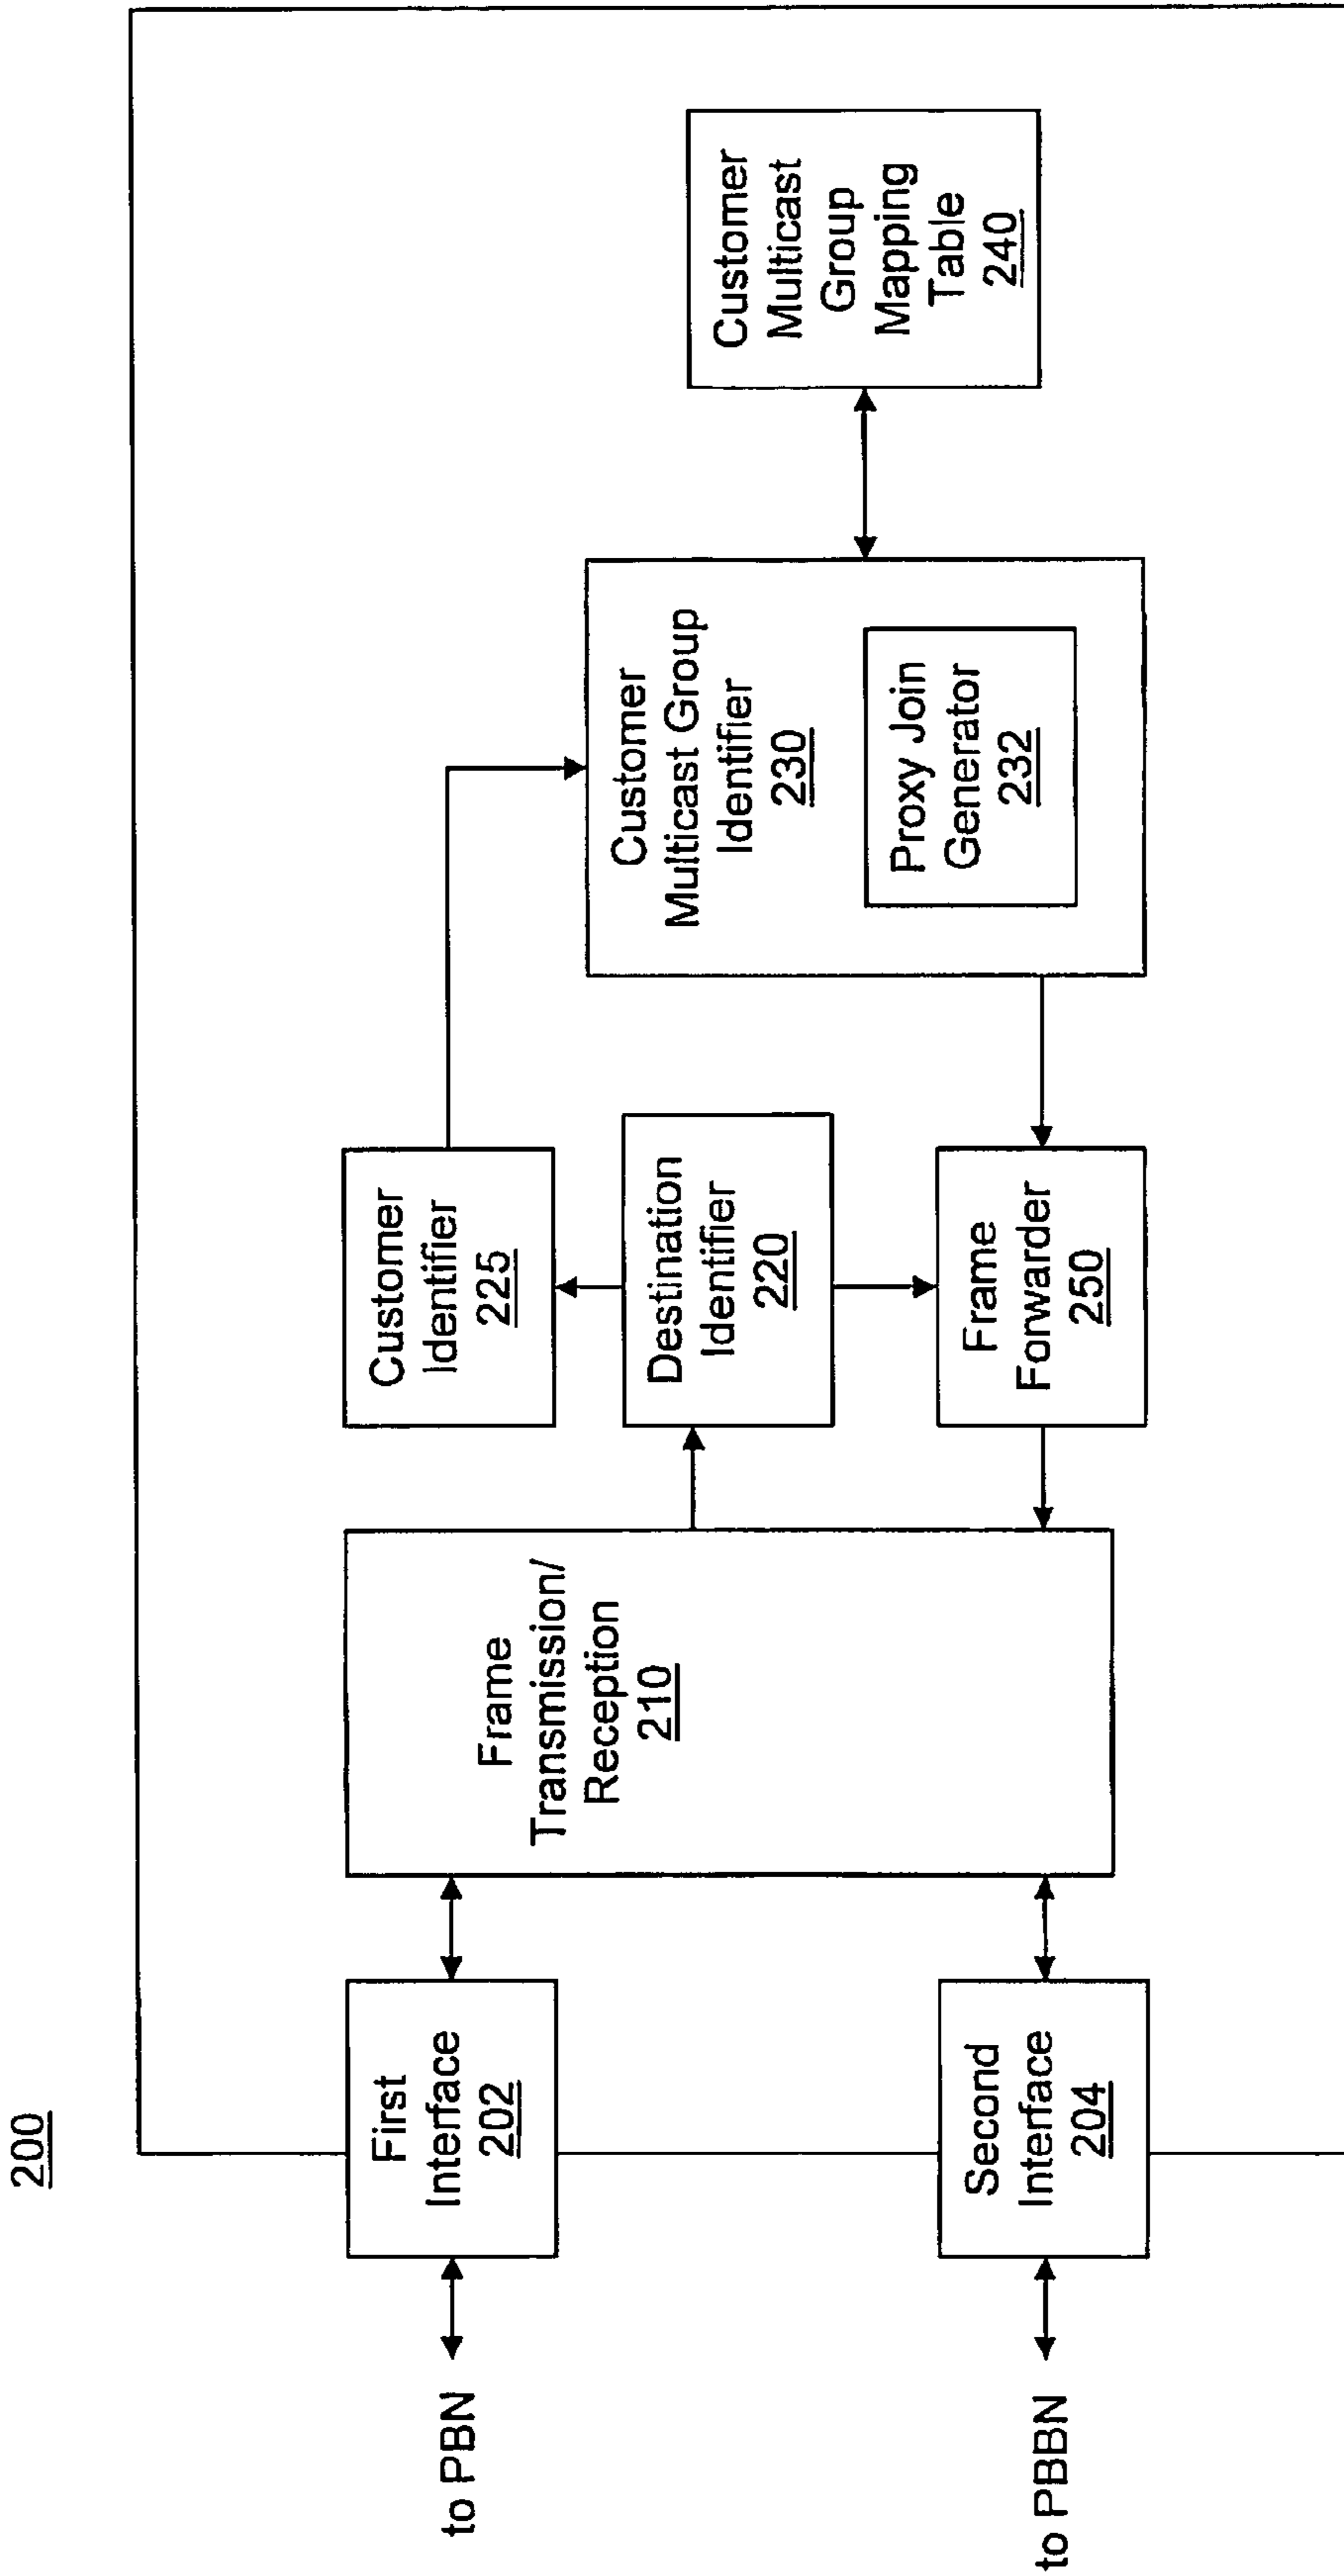 200
to PBN
First
Interface
202
to PBBN
Second
Interface
204
Frame
Transmission/
Reception
210
Customer
Identifier
225
Destination
Identifier
220
Frame
Forwarder
250
Customer
Multicast Group
Identifier
230
Proxy Join
Generator
232
Customer
Multicast
Group
Mapping
Table
240